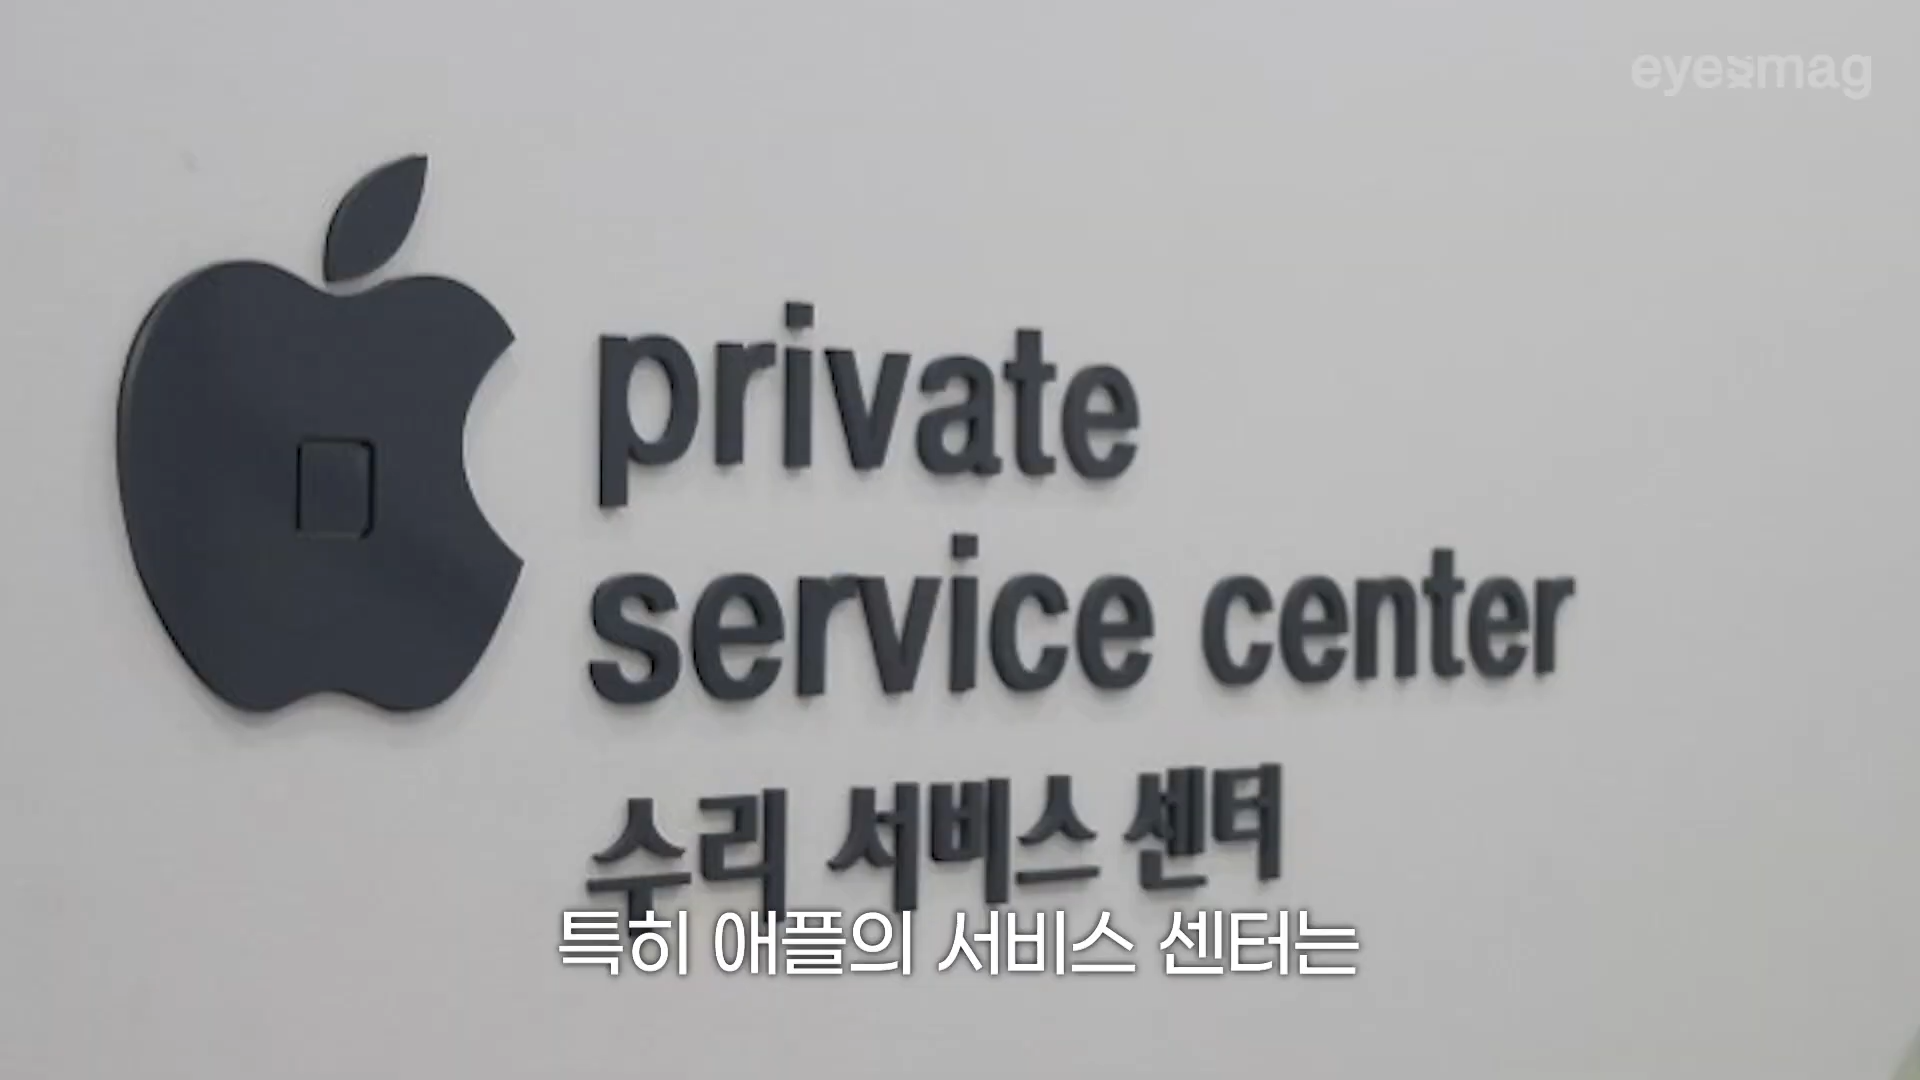 eyesmag
private
service center
수리 서비스 센터
특히 애플의 서비스 센터는